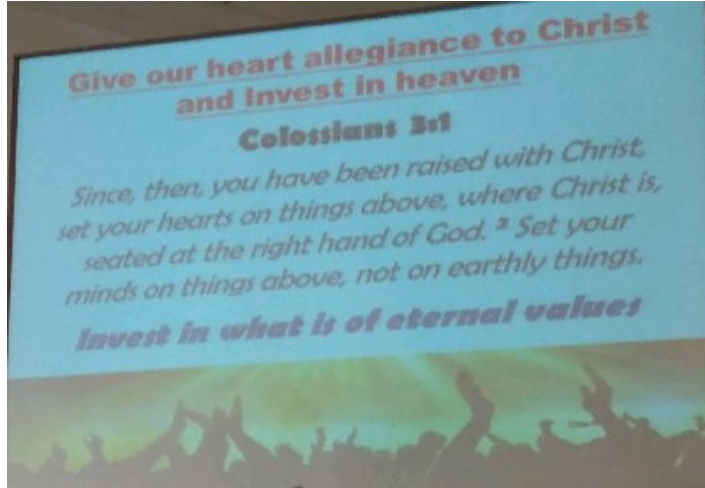 Give our heart allegiance to Christ
and Invest in heaven
Colossians 3:1
Since, then, you have been raised with Christ,
set your hearts on things above, where Christ is,
seated at the right hand of God. ² Set your
minds on things above, not on earthly things.
Invest in what is of eternal values